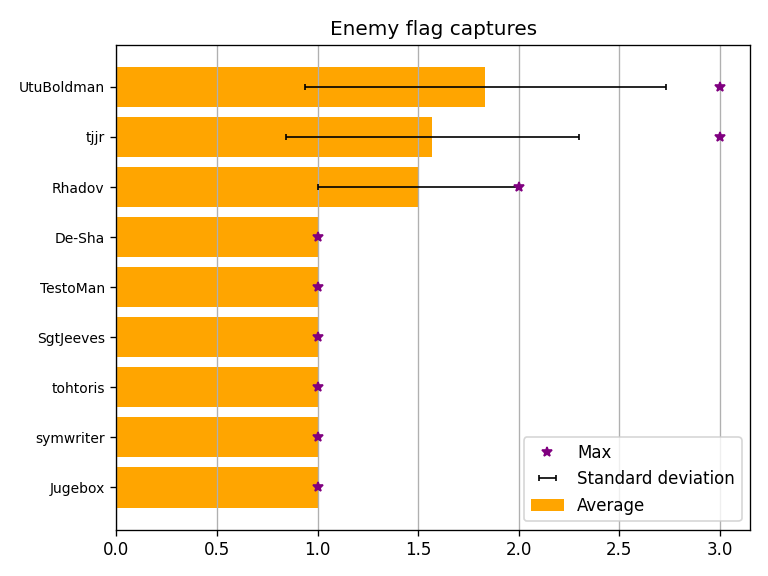 Enemy flag captures
UtuBoldman
tjjr
Rhadov
De-Sha
TestoMan
SgtJeeves
tohtoris
symwriter
Jugebox
Max
Standard deviation
Average
0.0 0.5 1.0 1.5 2.0 2.5 3.0